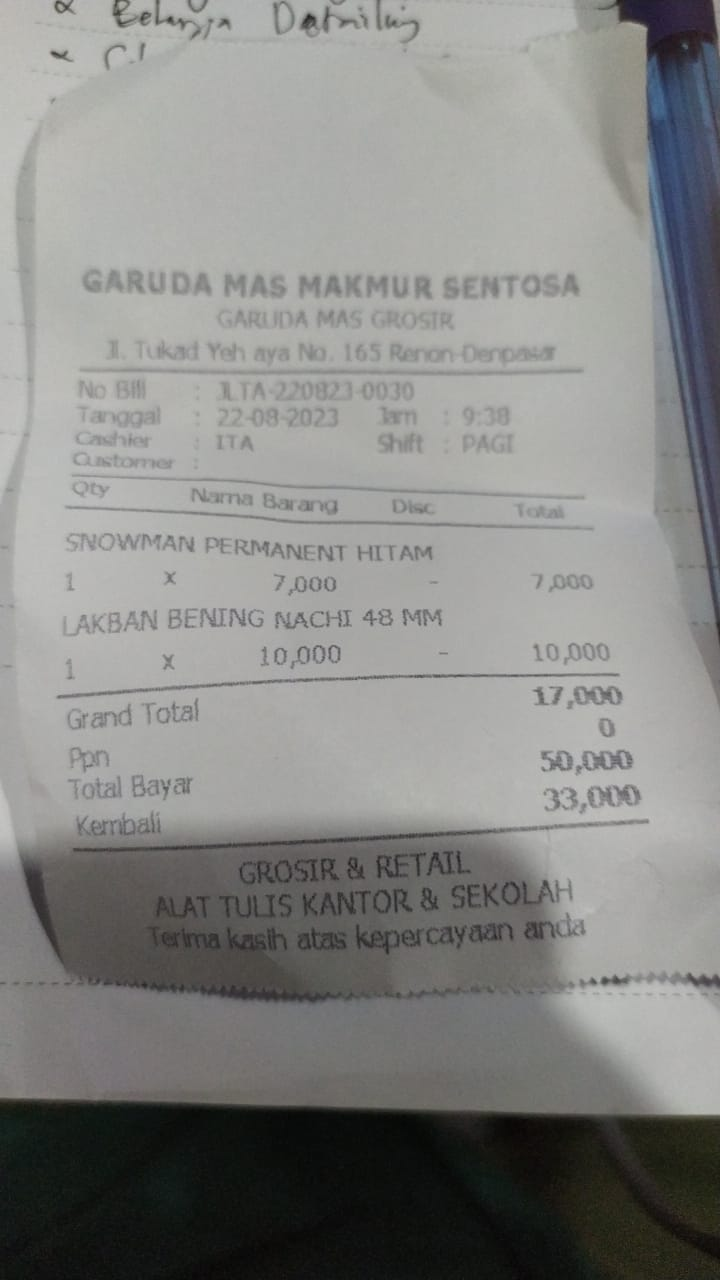 Belanja Detailing
GARUDA MAS MAKMUR SENTOSA
GARUDA MAS GROSIR
Jl. Tukad Yeh aya No. 165 Renon-Denpasar
No Bill : JLTA-220823-0030
Tanggal : 22-08-2023 Jam : 9:38
Cashier : ITA Shift : PAGI
Customer :
Qty Nama Barang Disc Total
SNOWMAN PERMANENT HITAM
1 X 7,000 - 7,000
LAKBAN BENING NACHI 48 MM
1 X 10,000 - 10,000
Grand Total 17,000
Ppn 0
Total Bayar 50,000
Kembali 33,000
GROSIR & RETAIL
ALAT TULIS KANTOR & SEKOLAH
Terima kasih atas kepercayaan anda